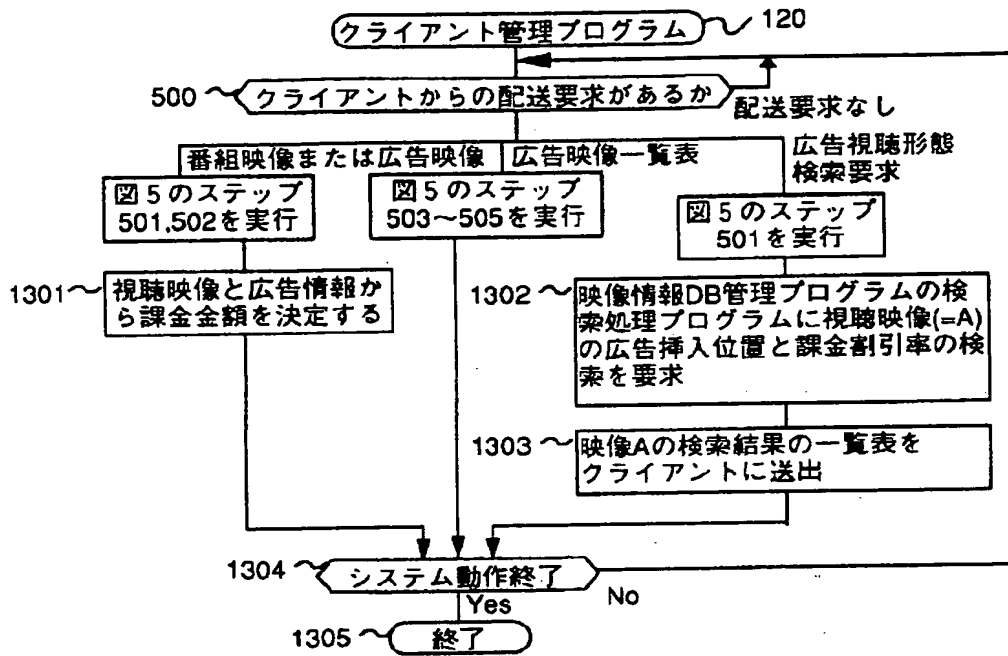 クライアント管理プログラム
120
500
クライアントからの配送要求があるか
配送要求なし
番組映像または広告映像
広告映像一覧表
広告視聴形態
検索要求
図5のステップ
501,502を実行
図5のステップ
503〜505を実行
図5のステップ
501を実行
1301
視聴映像と広告情報か
ら課金金額を決定する
1302
映像情報DB管理プログラムの検
索処理プログラムに視聴映像(=A)
の広告挿入位置と課金割引率の検
索を要求
1303
映像Aの検索結果の一覧表を
クライアントに送出
1304
システム動作終了
Yes
No
1305
終了